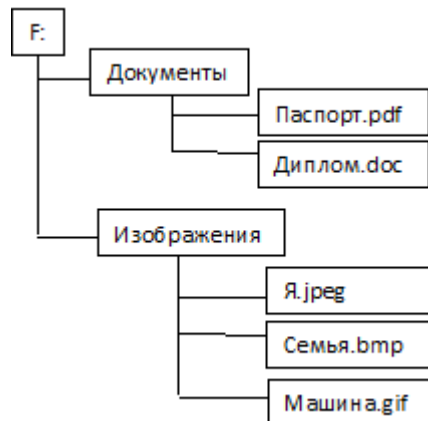 F:
Документы
Паспорт.pdf
Диплом.doc
Изображения
Я.jpeg
Семья.bmp
Машина.gif